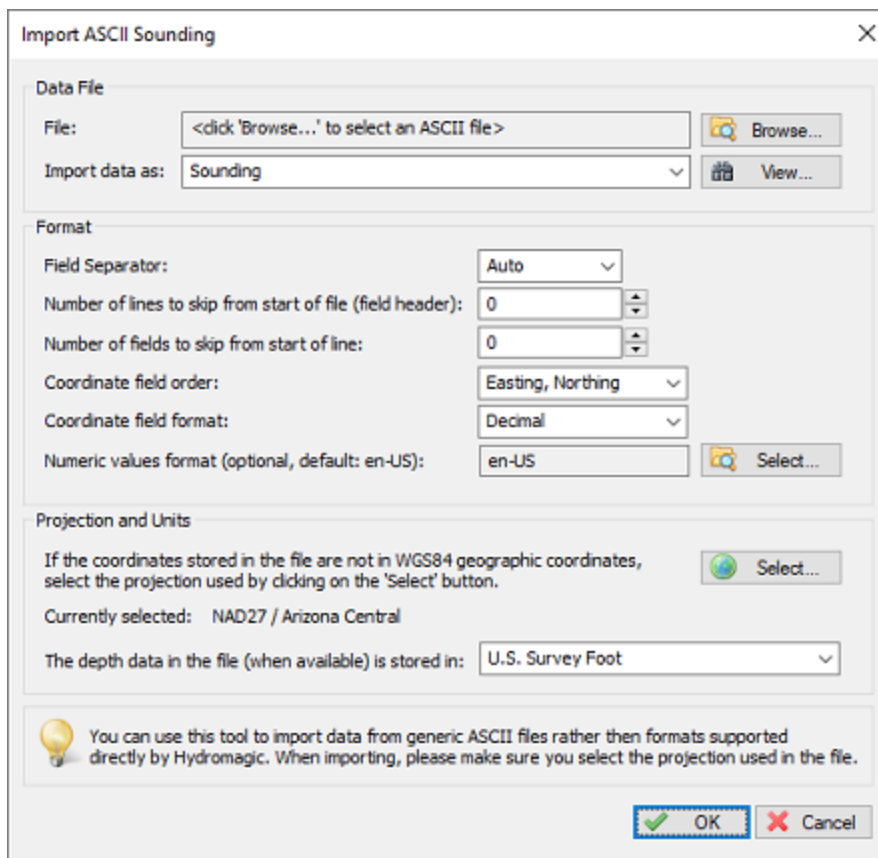 Import ASCII Sounding
Data File
File: <click 'Browse...' to select an ASCII file> Browse...
Import data as: Sounding View...
Format
Field Separator: Auto
Number of lines to skip from start of file (field header): 0
Number of fields to skip from start of line: 0
Coordinate field order: Easting, Northing
Coordinate field format: Decimal
Numeric values format (optional, default: en-US): en-US Select...
Projection and Units
If the coordinates stored in the file are not in WGS84 geographic coordinates,
select the projection used by clicking on the 'Select' button. Select...
Currently selected: NAD27 / Arizona Central
The depth data in the file (when available) is stored in: U.S. Survey Foot
You can use this tool to import data from generic ASCII files rather then formats supported
directly by Hydromagic. When importing, please make sure you select the projection used in the file.
OK Cancel